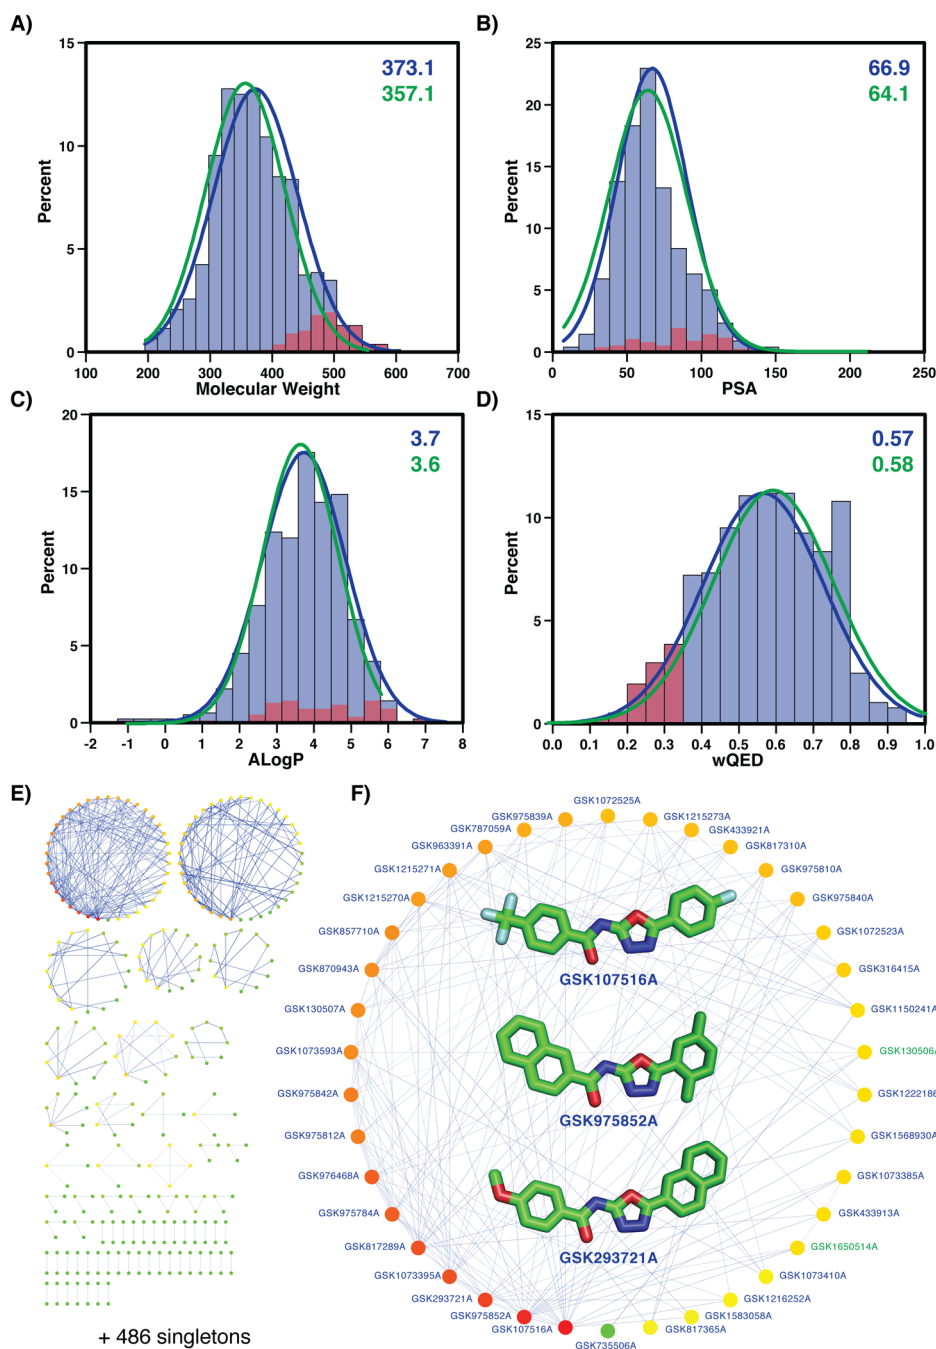 A)
15
10
5
0
Percent
373.1
357.1
100 200 300 400 500 600 700
Molecular Weight
B)
25
20
15
10
5
0
Percent
66.9
64.1
0 50 100 150 200 250
PSA
C)
20
15
10
5
0
Percent
3.7
3.6
-2 -1 0 1 2 3 4 5 6 7 8
ALogP
D)
15
10
5
0
Percent
0.57
0.58
0.0 0.1 0.2 0.3 0.4 0.5 0.6 0.7 0.8 0.9 1.0
wQED
E)
+ 486 singletons
F)
GSK1072525A
GSK975839A
GSK1215273A
GSK787059A
GSK433921A
GSK963391A
GSK817310A
GSK1215271A
GSK975810A
GSK1215270A
GSK975840A
GSK857710A
GSK1072523A
GSK870943A
GSK316415A
GSK130507A
GSK1150241A
GSK1073593A
GSK130506A
GSK975842A
GSK1222186
GSK975812A
GSK1568930A
GSK976468A
GSK1073385A
GSK975784A
GSK433913A
GSK817289A
GSK1650514A
GSK1073395A
GSK1073410A
GSK293721A
GSK1216252A
GSK975852A
GSK1583058A
GSK107516A
GSK817365A
GSK735506A
GSK107516A
GSK975852A
GSK293721A